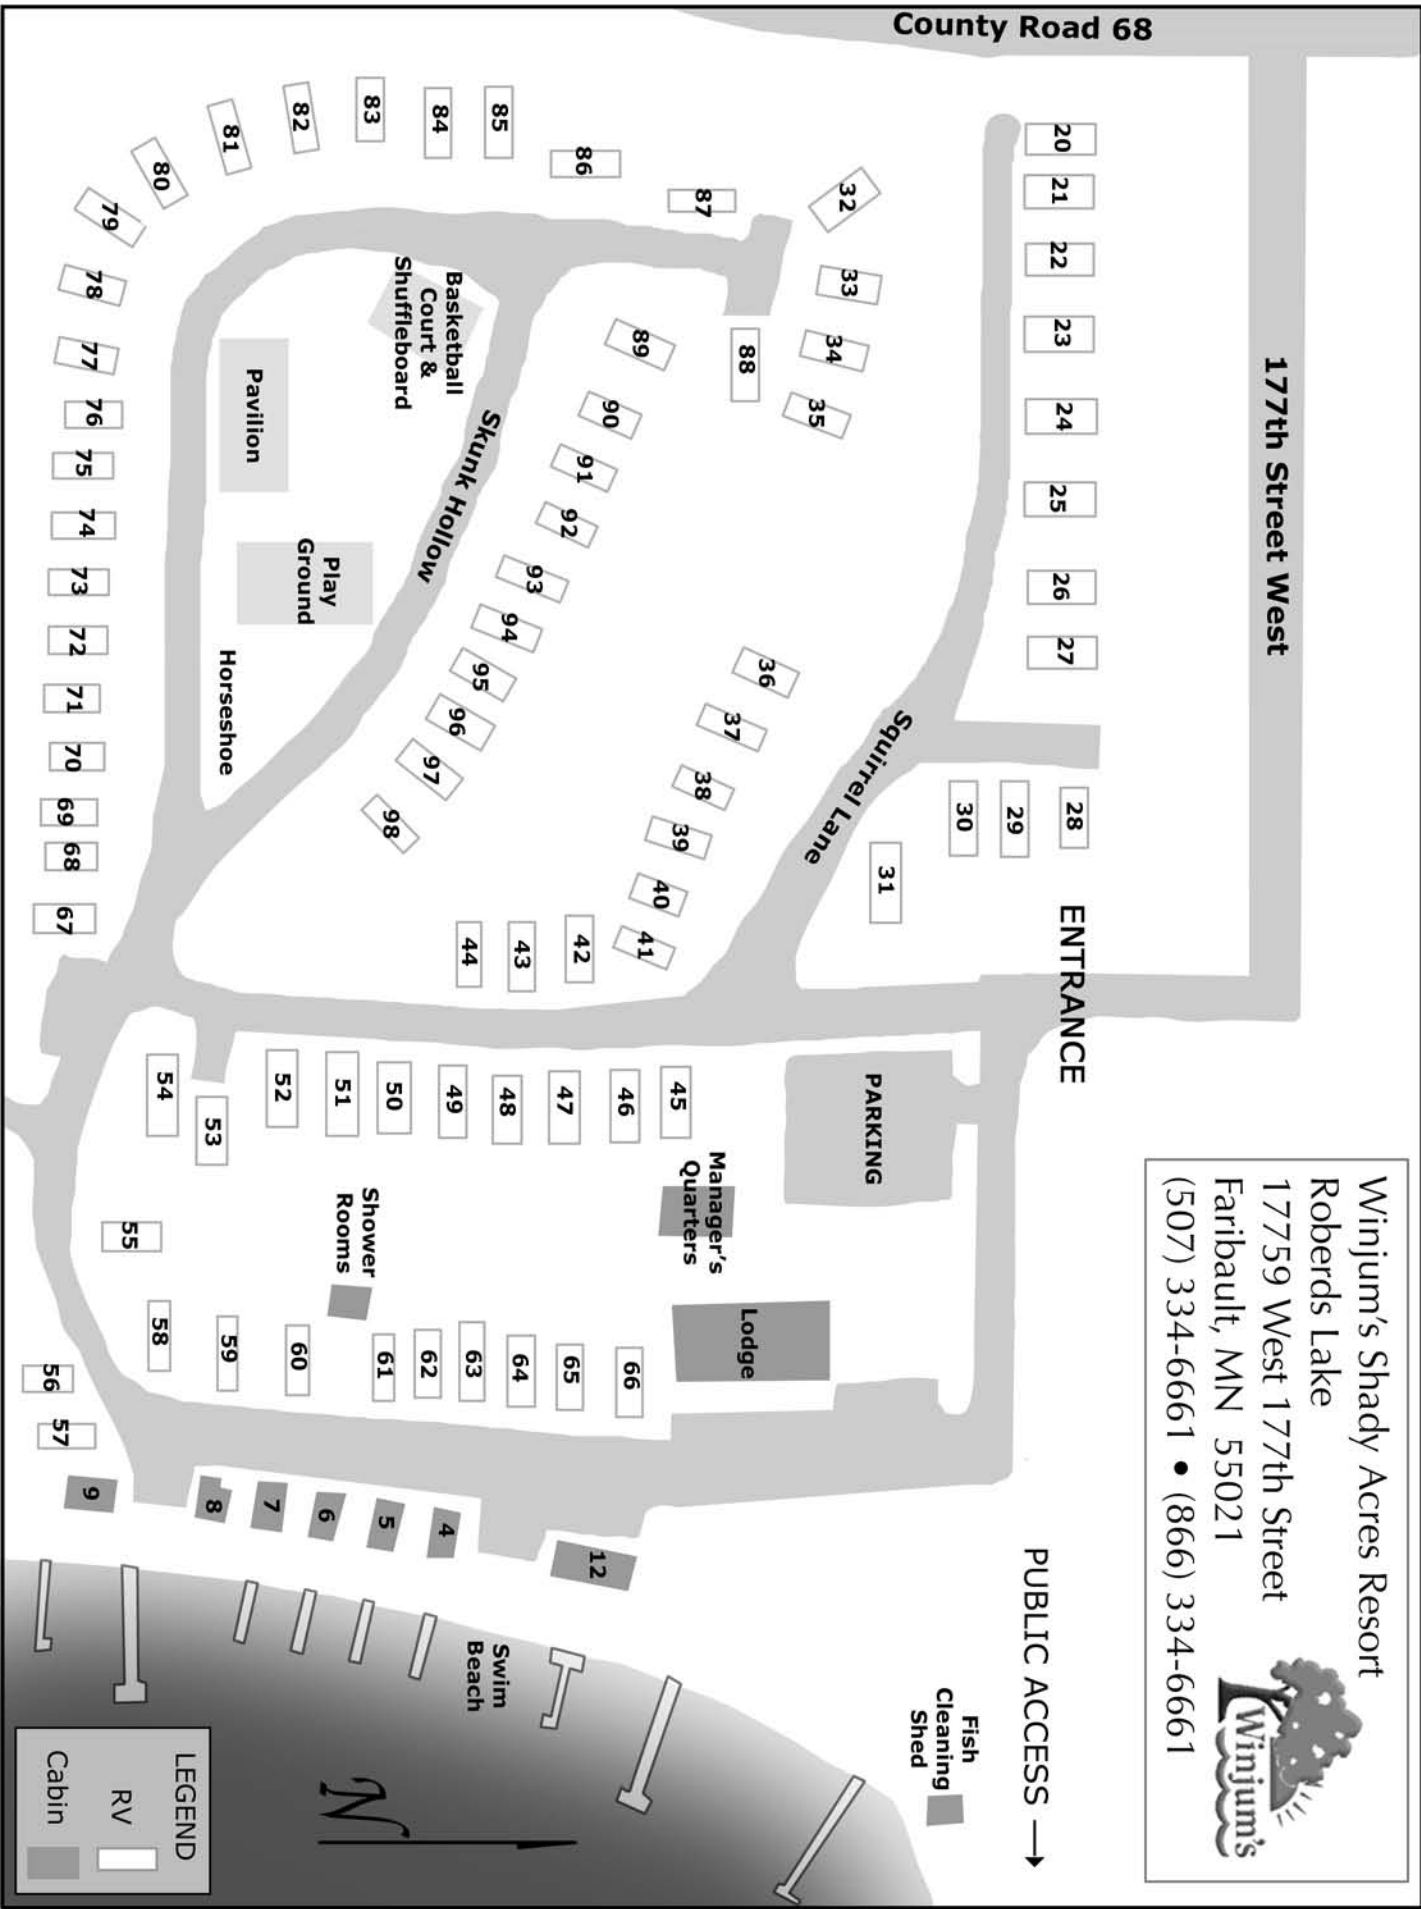 County Road 68
177th Street West
Winjum's Shady Acres Resort
Roberds Lake
17759 West 177th Street
Faribault, MN 55021
(507) 334-6661 • (866) 334-6661
Winjum's
20
21
22
23
24
25
26
27
28
29
30
31
ENTRANCE
PUBLIC ACCESS →
Squirrel Lane
32
33
34
35
36
37
38
39
40
41
42
43
44
PARKING
Manager's
Quarters
Lodge
Fish
Cleaning
Shed
45
46
47
48
49
50
51
52
53
54
55
56
57
58
59
60
61
62
63
64
65
66
Shower
Rooms
85
84
83
82
81
80
79
78
77
76
75
74
73
72
71
70
69
68
67
86
87
88
89
90
91
92
93
94
95
96
97
98
Skunk Hollow
Basketball
Court &
Shuffleboard
Pavilion
Play
Ground
Horseshoe
12
4
5
6
7
8
9
Swim
Beach
N
LEGEND
RV
Cabin